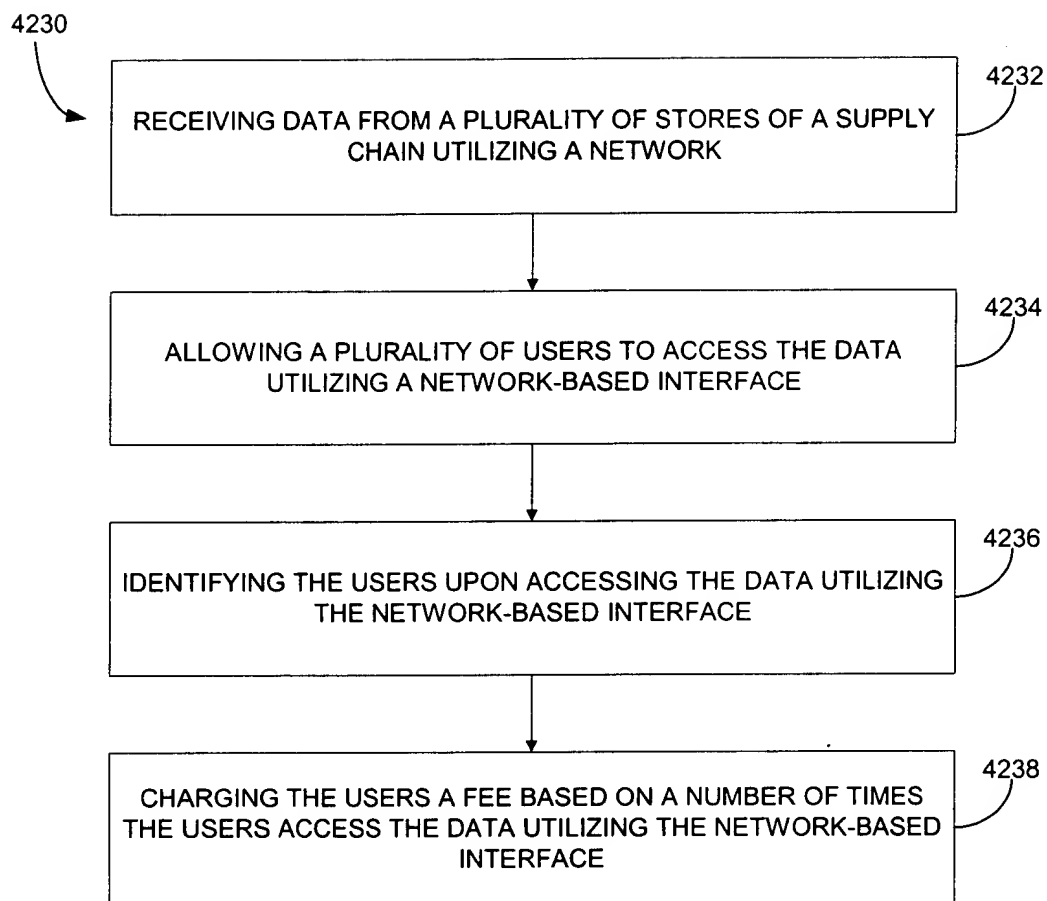 4230
4232
RECEIVING DATA FROM A PLURALITY OF STORES OF A SUPPLY
CHAIN UTILIZING A NETWORK
4234
ALLOWING A PLURALITY OF USERS TO ACCESS THE DATA
UTILIZING A NETWORK-BASED INTERFACE
4236
IDENTIFYING THE USERS UPON ACCESSING THE DATA UTILIZING
THE NETWORK-BASED INTERFACE
4238
CHARGING THE USERS A FEE BASED ON A NUMBER OF TIMES
THE USERS ACCESS THE DATA UTILIZING THE NETWORK-BASED
INTERFACE